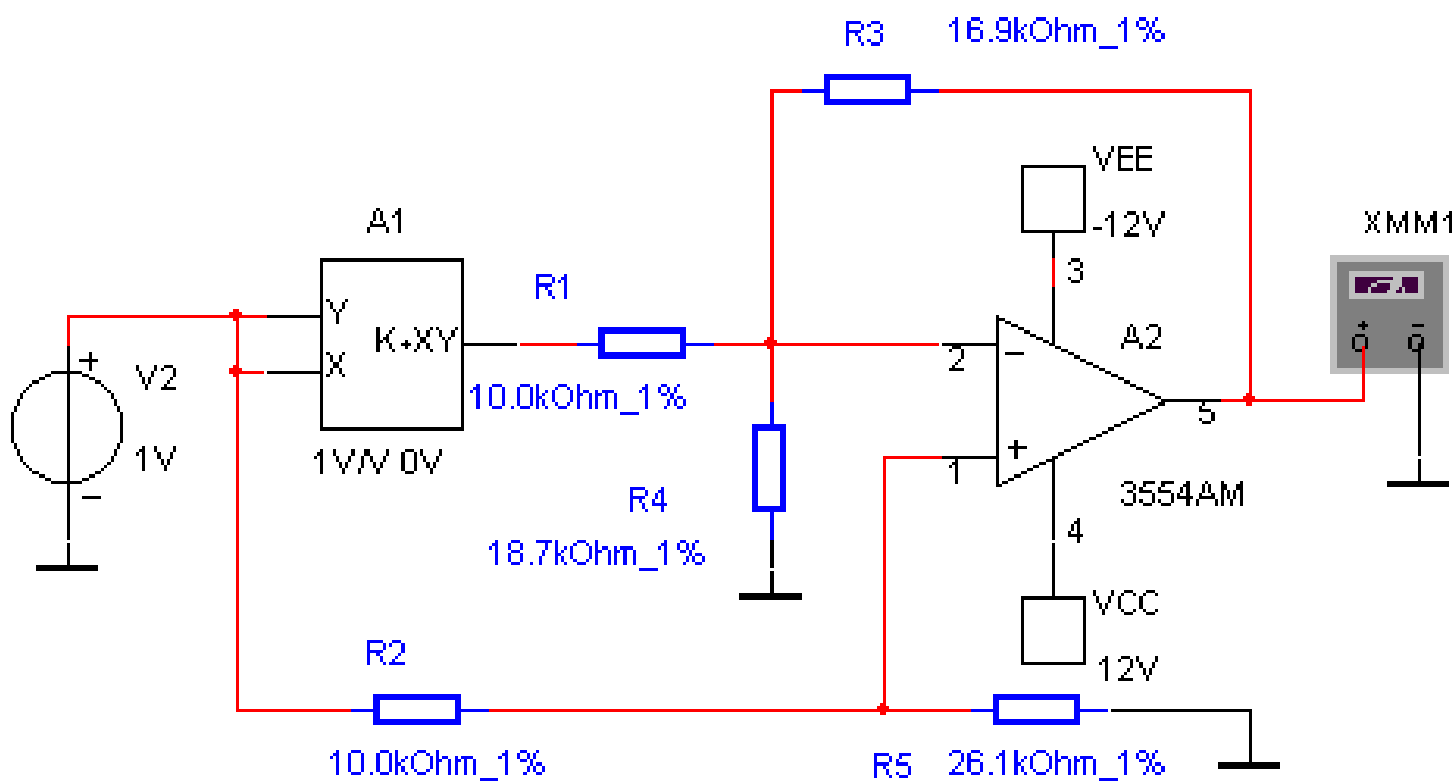 R3 16.9kOhm_1%
VEE
-12V
XMM1
A1
3
R1
Y
K+XY
X
A2
V2
2
-
+
1V
10.0kOhm_1%
5
1V/V 0V
+
1
-
R4
3554AM
18.7kOhm_1%
4
VCC
R2
12V
10.0kOhm_1%
R5 26.1kOhm_1%